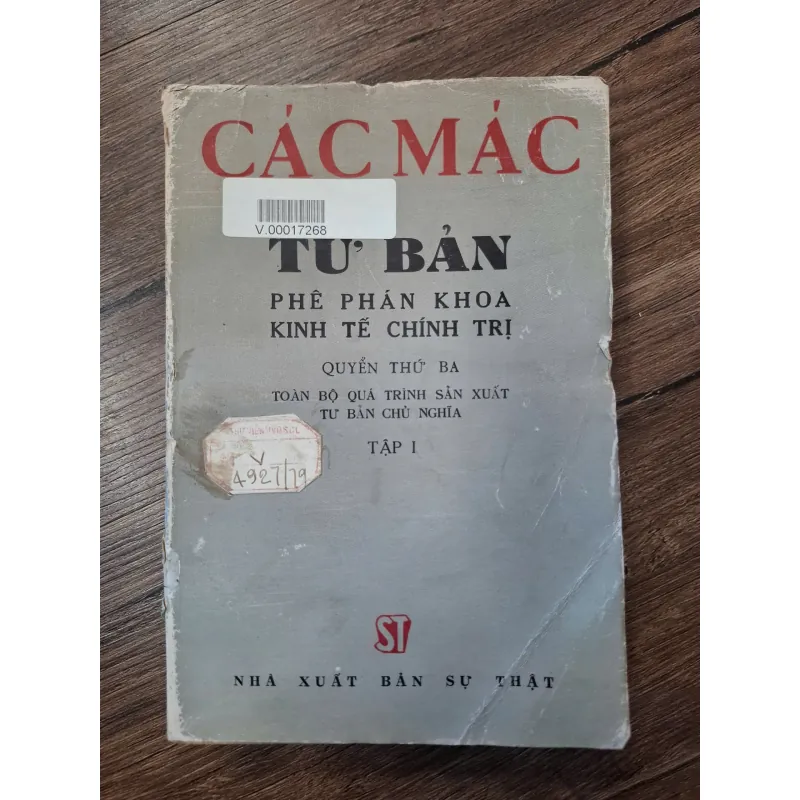 CÁC MÁC
V.00017268
TƯ BẢN
PHÊ PHÁN KHOA
KINH TẾ CHÍNH TRỊ
QUYỂN THỨ BA
TOÀN BỘ QUÁ TRÌNH SẢN XUẤT
TƯ BẢN CHỦ NGHĨA
TẬP I
V
4927/79
ST
NHÀ XUẤT BẢN SỰ THẬT